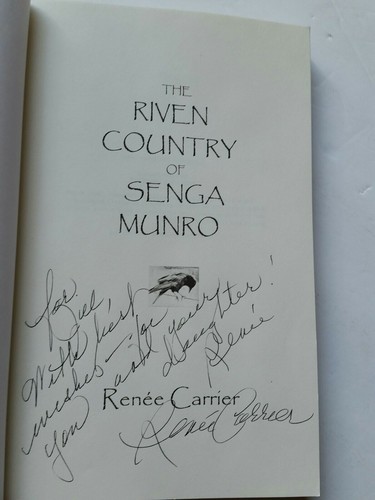 THE
RIVEN
COUNTRY
OF
SENGA
MUNRO
for
Bill
With best
wishes – for
you and your
daughter!
Renée
Renée Carrier
Renée Carrier